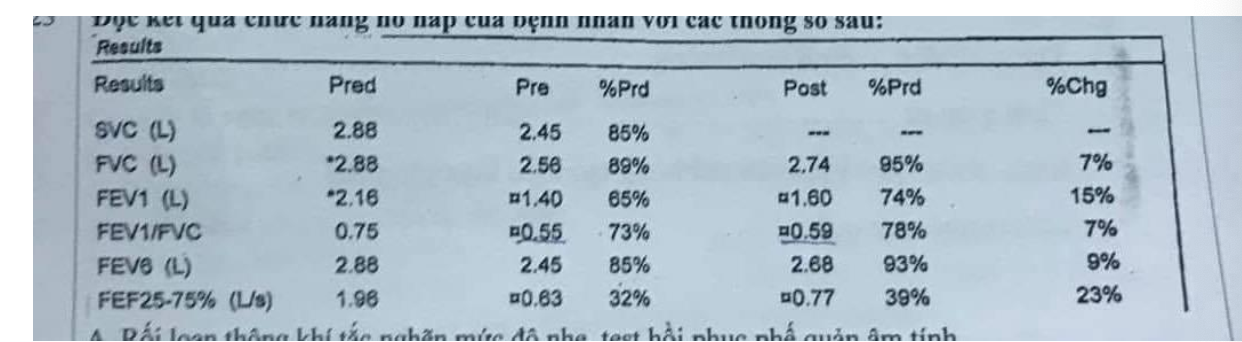 23 Đọc kết quả chức năng hô hấp của bệnh nhân với các thông số sau:
Results
Results Pred Pre %Prd Post %Prd %Chg
SVC (L) 2.88 2.45 85% --- --- ---
FVC (L) *2.88 2.56 89% 2.74 95% 7%
FEV1 (L) *2.16 ¤1.40 65% ¤1.60 74% 15%
FEV1/FVC 0.75 ¤0.55 73% ¤0.59 78% 7%
FEV6 (L) 2.88 2.45 85% 2.68 93% 9%
FEF25-75% (L/s) 1.96 ¤0.63 32% ¤0.77 39% 23%
A. Rối loạn thông khí tắc nghẽn mức độ nhẹ, test hồi phục phế quản âm tính